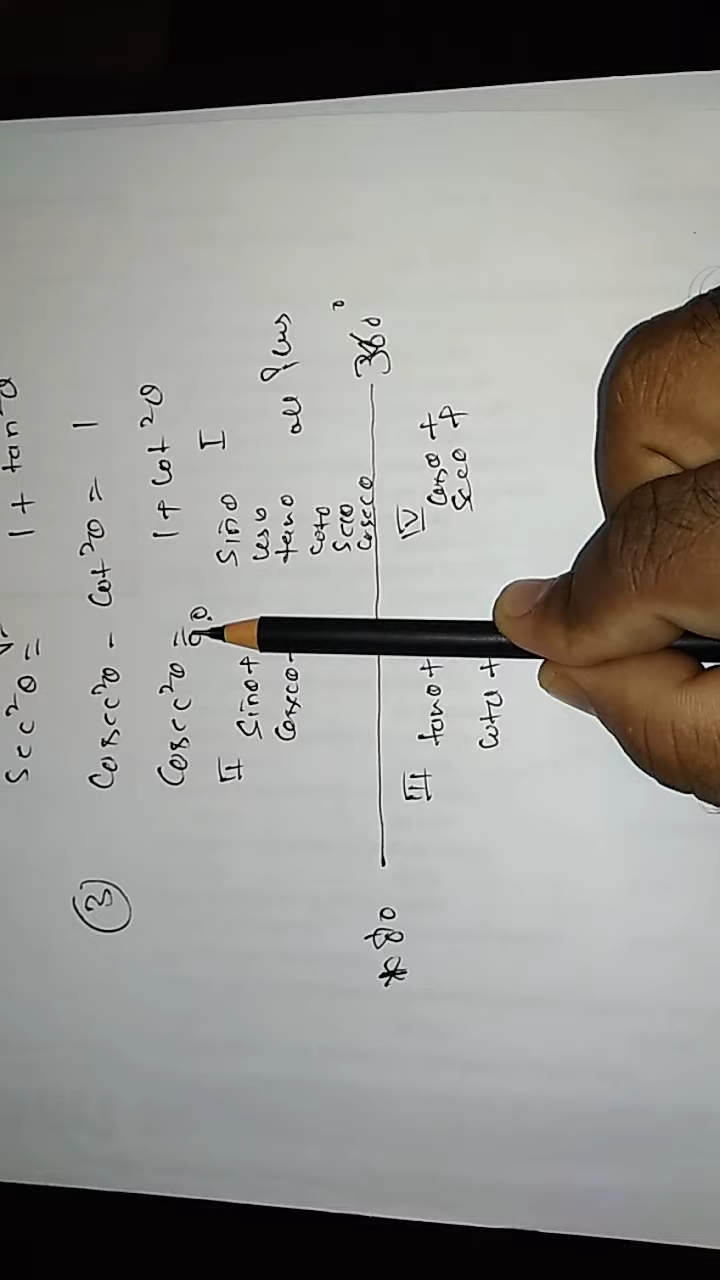 sec²θ = 1 + tan²θ
③ cosec²θ - cot²θ = 1
cosec²θ = 1 + cot²θ
90
II sinθ + cosecθ
sinθ I
cosθ
tanθ all plus
cotθ
secθ
cosecθ
180 360°
III tanθ + cotθ +
IV cosθ +
secθ +